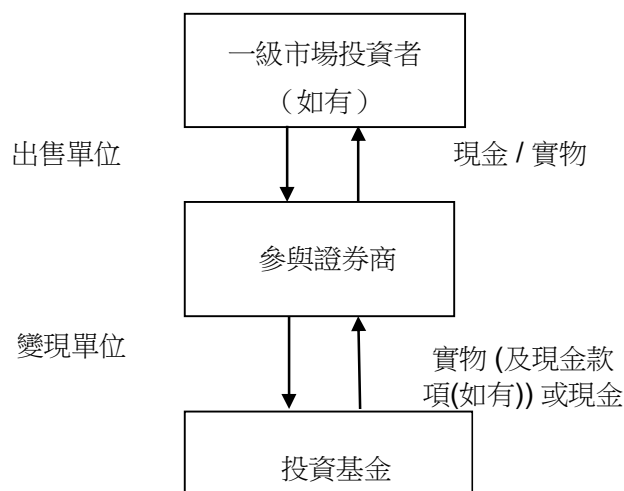 一級市場投資者
（如有）
出售單位
現金 / 實物
參與證券商
變現單位
實物 (及現金款
項(如有)) 或現金
投資基金